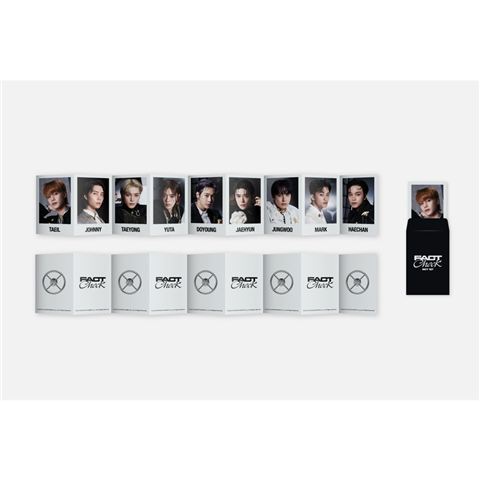 TAEIL JOHNNY TAEYONG YUTA DOYOUNG JAEHYUN JUNGWOO MARK HAECHAN
FACT FACT FACT FACT
Check Check Check Check
FACT
Check
NCT 127